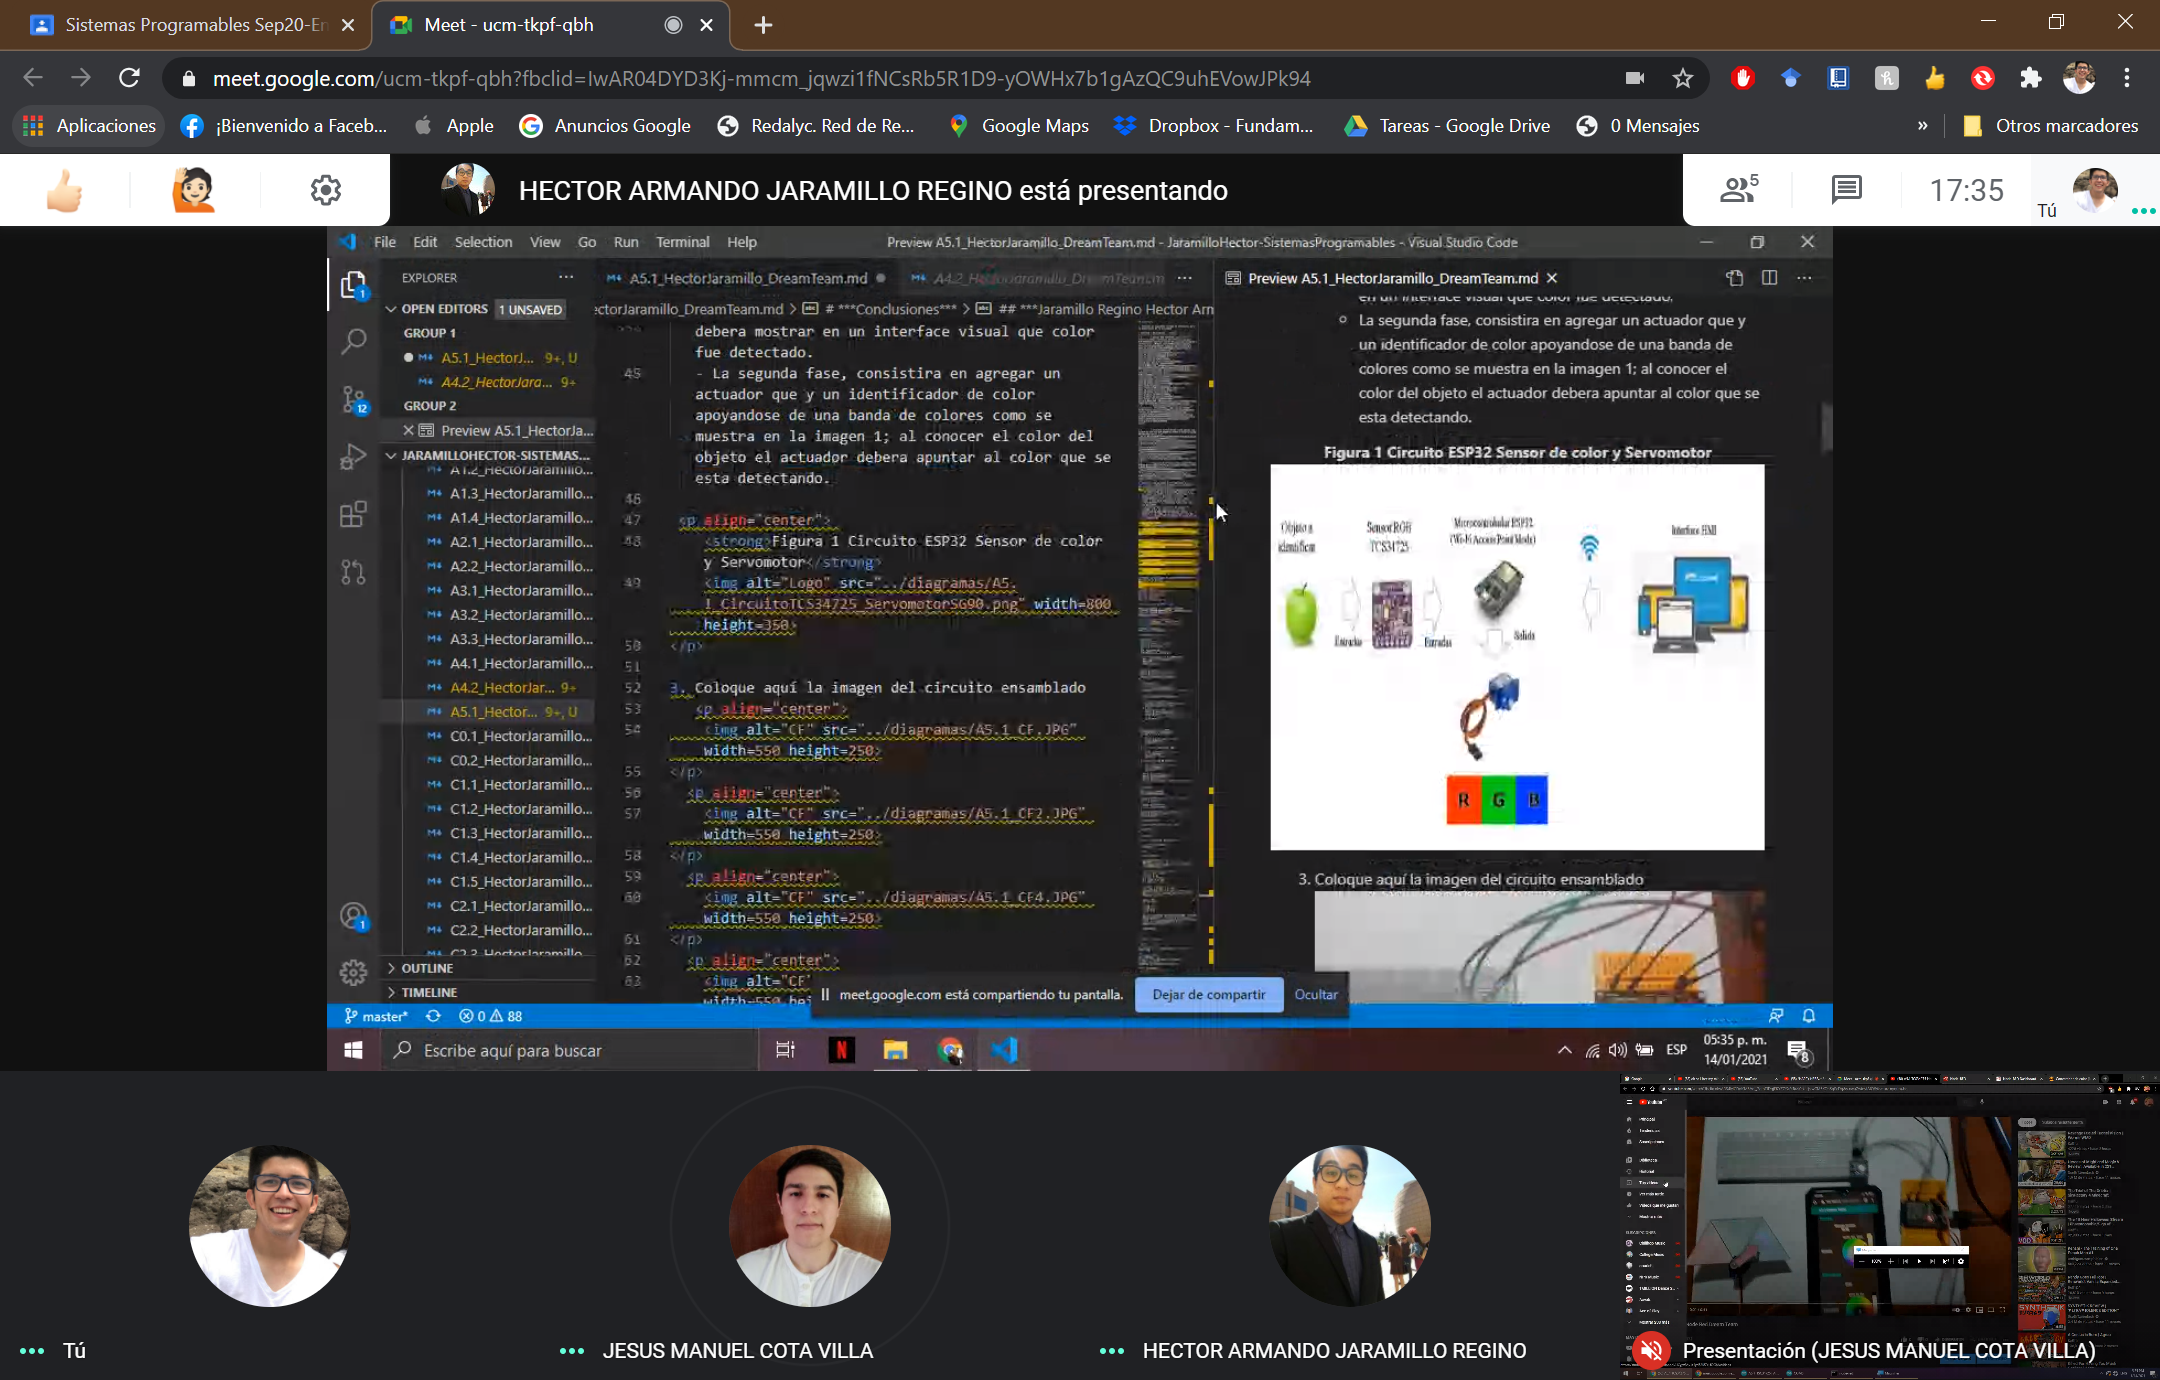 Sistemas Programables Sep20-En
Meet - ucm-tkpf-qbh
meet.google.com/ucm-tkpf-qbh?fbclid=IwAR04DYD3Kj-mmcm_jqwzi1fNCsRb5R1D9-yOWHx7b1gAzQC9uhEVowJPk94
Aplicaciones
¡Bienvenido a Faceb...
Apple
Anuncios Google
Redalyc. Red de Re...
Google Maps
Dropbox - Fundam...
Tareas - Google Drive
0 Mensajes
»
Otros marcadores
HECTOR ARMANDO JARAMILLO REGINO está presentando
5
17:35
Tú
File Edit Selection View Go Run Terminal Help
Preview A5.1_HectorJaramillo_DreamTeam.md - JaramilloHector-SistemasProgramables - Visual Studio Code
EXPLORER
OPEN EDITORS 1 UNSAVED
GROUP 1
A5.1_HectorJ... 9+, U
A4.2_HectorJara... 9+
GROUP 2
Preview A5.1_HectorJa...
JARAMILLOHECTOR-SISTEMAS...
A1.2_HectorJaramillo...
A1.3_HectorJaramillo...
A1.4_HectorJaramillo...
A2.1_HectorJaramillo...
A2.2_HectorJaramillo...
A3.1_HectorJaramillo...
A3.2_HectorJaramillo...
A3.3_HectorJaramillo...
A4.1_HectorJaramillo...
A4.2_HectorJar... 9+
A5.1_Hector... 9+, U
C0.1_HectorJaramillo...
C0.2_HectorJaramillo...
C1.1_HectorJaramillo...
C1.2_HectorJaramillo...
C1.3_HectorJaramillo...
C1.4_HectorJaramillo...
C1.5_HectorJaramillo...
C2.1_HectorJaramillo...
C2.2_HectorJaramillo...
C2.3_HectorJaramillo...
OUTLINE
TIMELINE
A5.1_HectorJaramillo_DreamTeam.md
A4.2_HectorJaramillo_DreamTeam.m
ectorJaramillo_DreamTeam.md > # ***Conclusiones*** > ## ***Jaramillo Regino Hector Arm
debera mostrar en un interface visual que color
fue detectado.
45 - La segunda fase, consistira en agregar un
actuador que y un identificador de color
apoyandose de una banda de colores como se
muestra en la imagen 1; al conocer el color del
objeto el actuador debera apuntar al color que se
esta detectando.
46
47 <p align="center">
48 <strong>Figura 1 Circuito ESP32 Sensor de color
y Servomotor</strong>
49 <img alt="Logo" src="../diagramas/A5.
1_CircuitoTCS34725_ServomotorSG90.png" width=800
height=350>
50 </p>
51
52 3. Coloque aquí la imagen del circuito ensamblado
53 <p align="center">
54 <img alt="CF" src="../diagramas/A5.1_CF.JPG"
width=550 height=250>
55 </p>
56 <p align="center">
57 <img alt="CF" src="../diagramas/A5.1_CF2.JPG"
width=550 height=250>
58 </p>
59 <p align="center">
60 <img alt="CF" src="../diagramas/A5.1_CF4.JPG"
width=550 height=250>
61 </p>
62 <p align="center">
63 <img alt="CF"
width=550 hei
Preview A5.1_HectorJaramillo_DreamTeam.md
en un interface visual que color fue detectado.
La segunda fase, consistira en agregar un actuador que y
un identificador de color apoyandose de una banda de
colores como se muestra en la imagen 1; al conocer el
color del objeto el actuador debera apuntar al color que se
esta detectando.
Figura 1 Circuito ESP32 Sensor de color y Servomotor
Objeto a
identificar
Sensor RGB
TCS34725
Microcontrolador ESP32
(Wi-Fi Access Point Mode)
Interface HMI
Entradas
Entradas
Salida
R G B
3. Coloque aquí la imagen del circuito ensamblado
meet.google.com está compartiendo tu pantalla.
Dejar de compartir
Ocultar
master*
0 88
Escribe aquí para buscar
ESP
05:35 p. m.
14/01/2021
8
Tú
JESUS MANUEL COTA VILLA
HECTOR ARMANDO JARAMILLO REGINO
Presentación (JESUS MANUEL COTA VILLA)